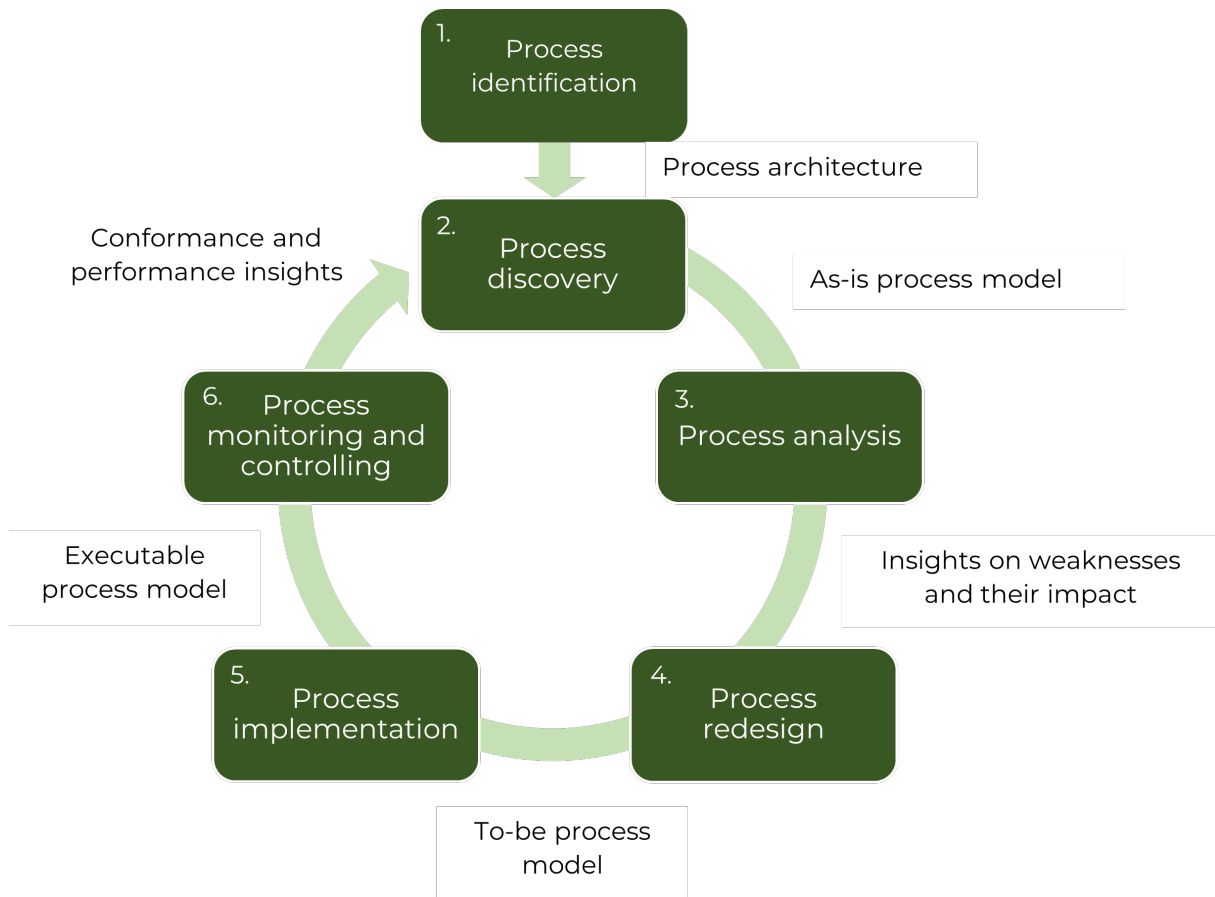 1.
Process
identification
Process architecture
2.
Process
discovery
Conformance and
performance insights
As-is process model
3.
Process analysis
6.
Process
monitoring and
controlling
Insights on weaknesses
and their impact
Executable
process model
4.
Process
redesign
5.
Process
implementation
To-be process
model